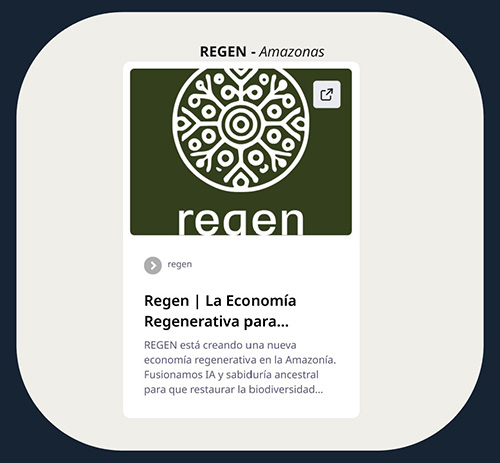 REGEN - Amazonas
regen
regen
Regen | La Economía
Regenerativa para...
REGEN está creando una nueva
economía regenerativa en la Amazonía.
Fusionamos IA y sabiduría ancestral
para que restaurar la biodiversidad...